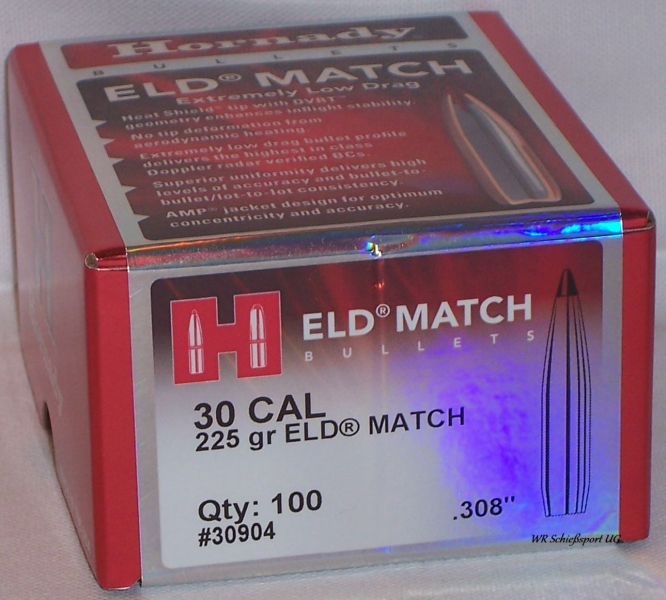 Hornady
BULLETS
ELD® MATCH
Extremely Low Drag
Heat Shield® tip with DVRT™
geometry enhances inflight stability.
No tip deformation from
aerodynamic heating.
Extremely low drag bullet profile
delivers the highest in class
Doppler radar verified BCs.
Superior uniformity delivers high
levels of accuracy and bullet-to-
bullet/lot-to-lot consistency.
AMP® jacket design for optimum
concentricity and accuracy.
H
ELD® MATCH
BULLETS
30 CAL
225 gr ELD® MATCH
Qty: 100
.308"
#30904
WR Schießsport UG